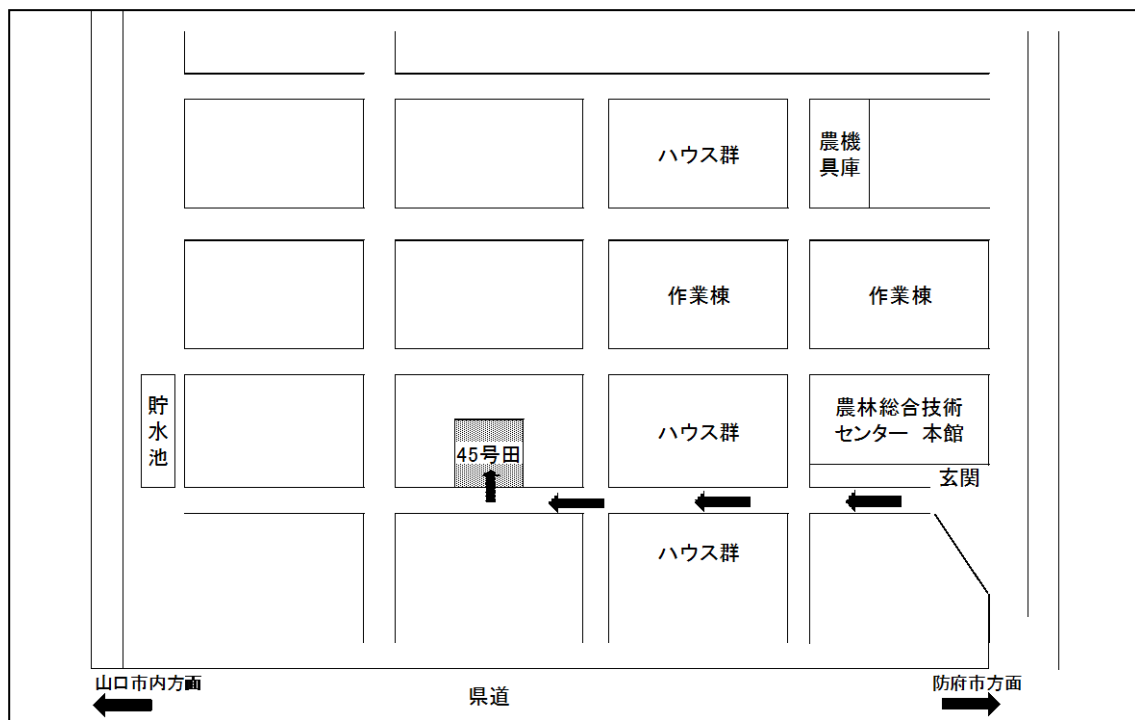 ハウス群
農機
具庫
作業棟
作業棟
貯水池
45号田
ハウス群
農林総合技術
センター 本館
玄関
ハウス群
山口市内方面
県道
防府市方面